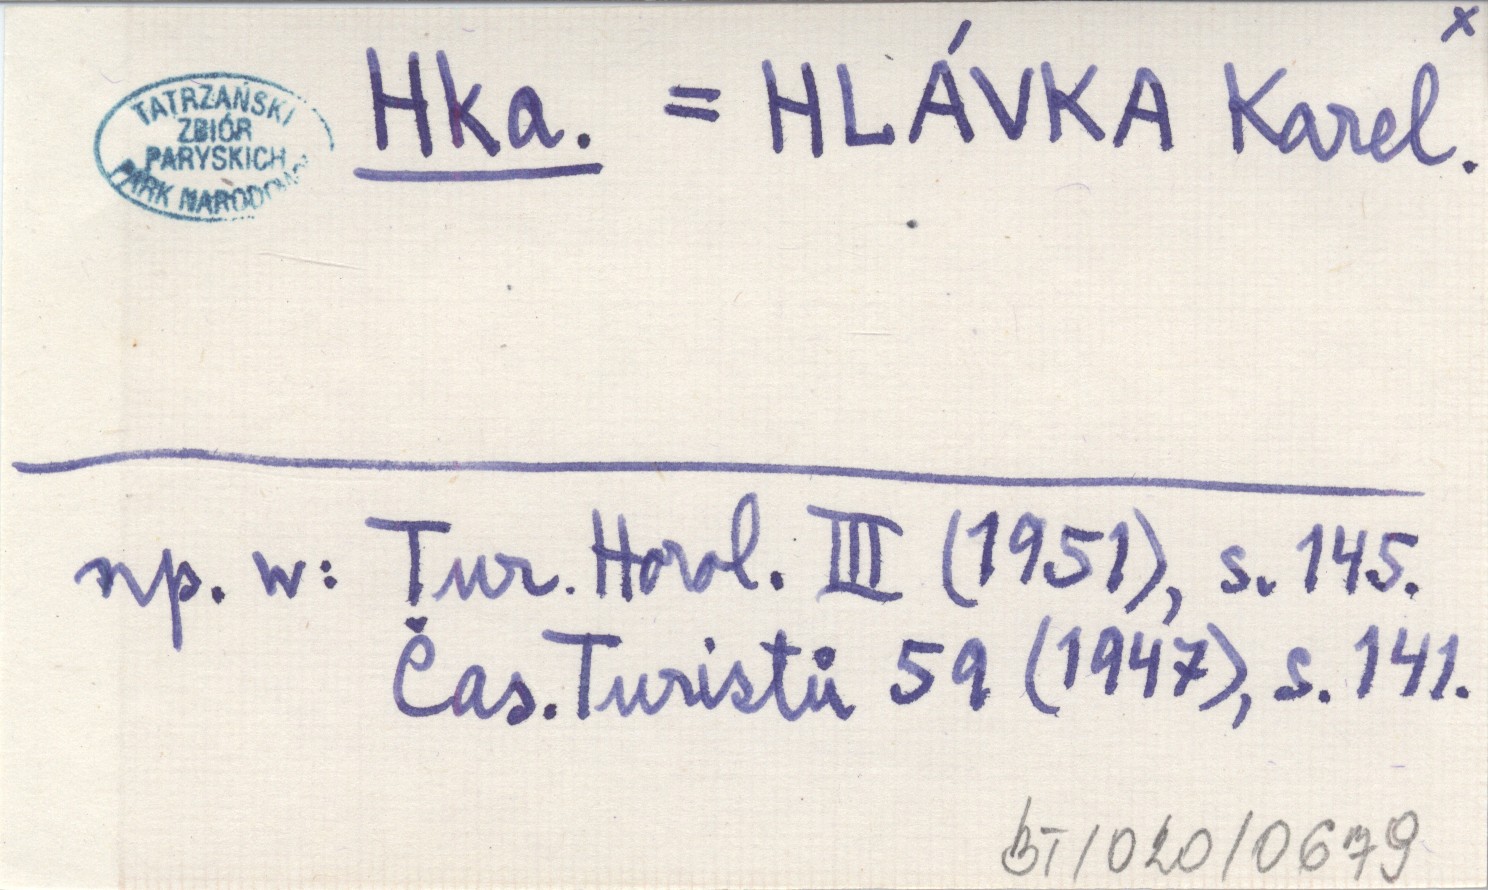 x
Hka. = HLÁVKA Karel.
TATRZAŃSKI
ZBIÓR
PARYSKICH
PARK NARODOWY
np. w: Tur. Horol. III (1951), s. 145.
Čas. Turistů 59 (1947), s. 141.
BT/020/0679